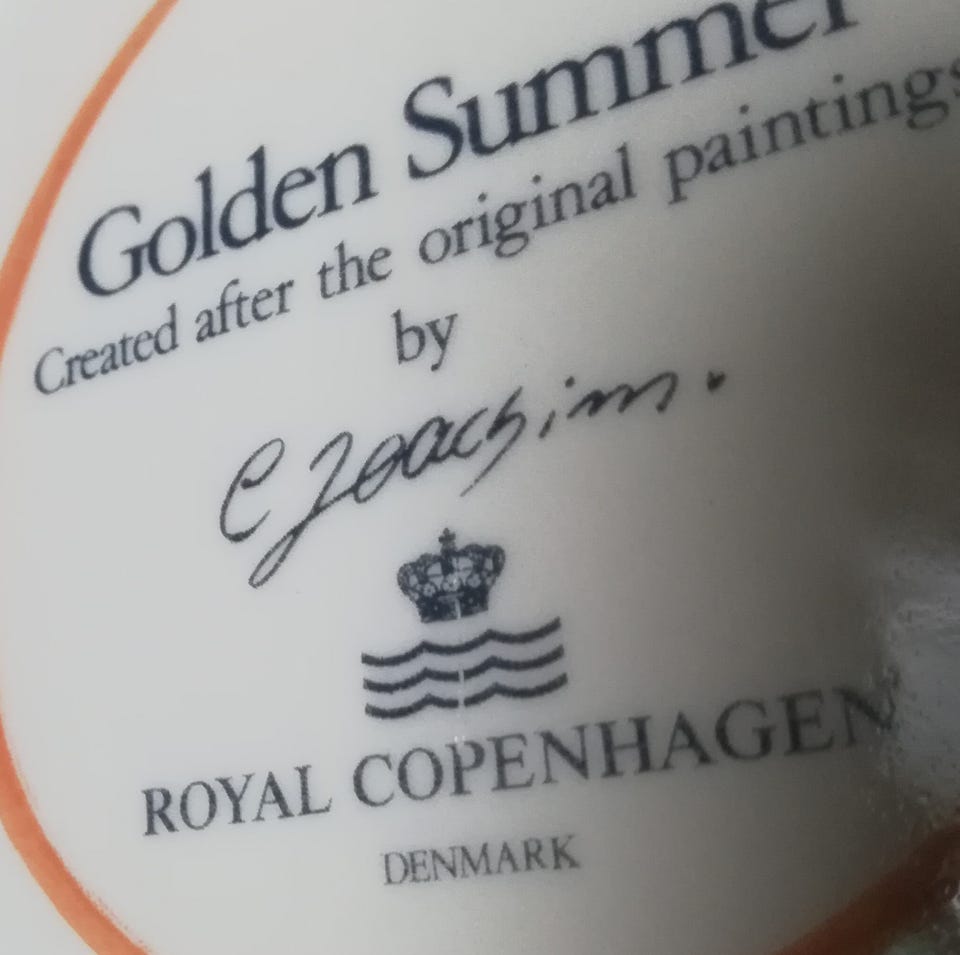 Golden Summer
Created after the original paintings
by
C Joachim.
ROYAL COPENHAGEN
DENMARK